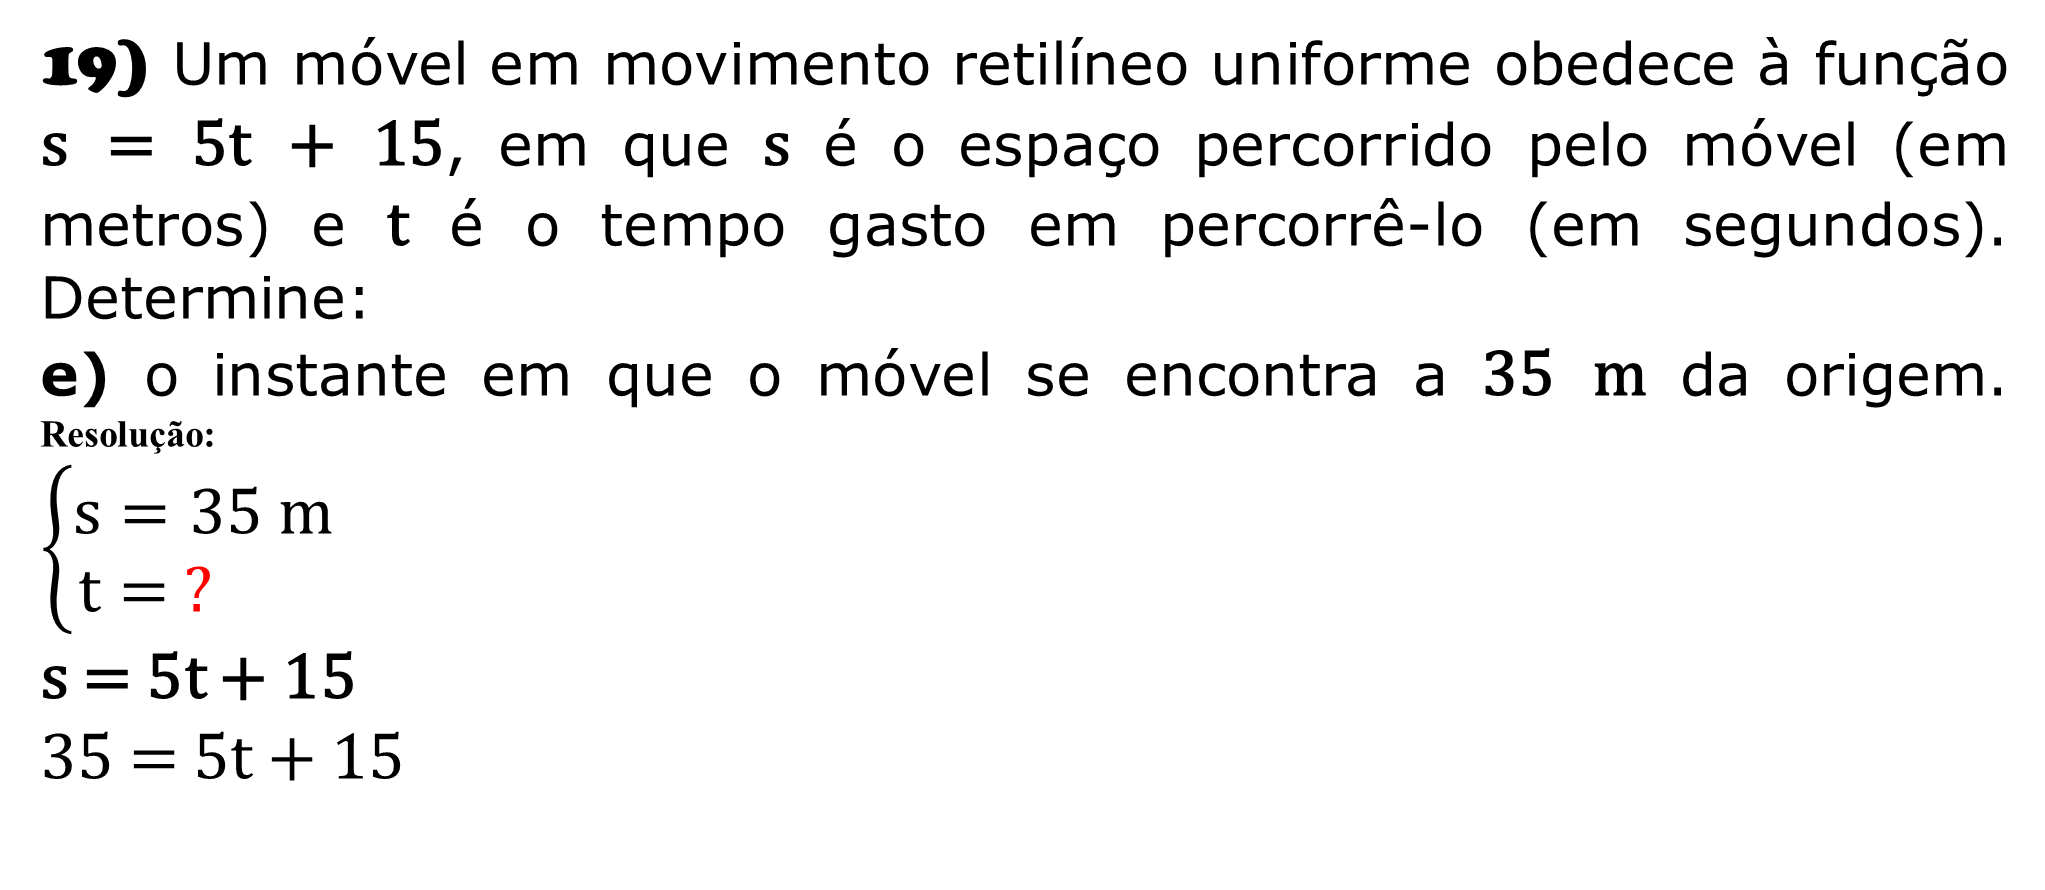 19) Um móvel em movimento retilíneo uniforme obedece à função
s = 5t + 15, em que s é o espaço percorrido pelo móvel (em
metros) e t é o tempo gasto em percorrê-lo (em segundos).
Determine:
e) o instante em que o móvel se encontra a 35 m da origem.
Resolução:
s = 35 m
t = ?
s = 5t + 15
35 = 5t + 15